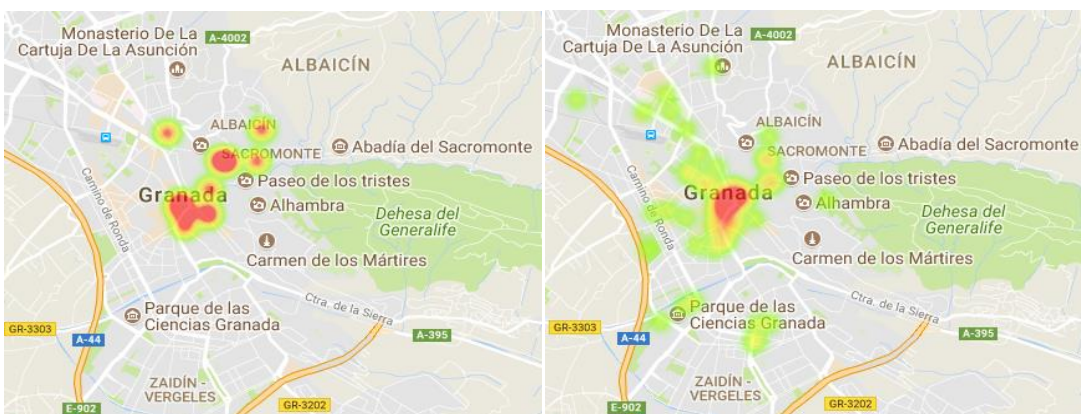 Monasterio De La
Cartuja De La Asunción
A-4002
ALBAICÍN
ALBAICÍN
SACROMONTE
Abadía del Sacromonte
Granada
Paseo de los tristes
Alhambra
Camino de Ronda
Dehesa del
Generalife
Carmen de los Mártires
Ctra. de la Sierra
Parque de las
Ciencias Granada
GR-3303
A-44
A-395
ZAIDÍN -
VERGELES
E-902
GR-3202
Monasterio De La
Cartuja De La Asunción
A-4002
ALBAICÍN
ALBAICÍN
SACROMONTE
Abadía del Sacromonte
Granada
Paseo de los tristes
Alhambra
Camino de Ronda
Dehesa del
Generalife
Carmen de los Mártires
Ctra. de la Sierra
Parque de las
Ciencias Granada
GR-3303
A-44
A-395
ZAIDÍN -
VERGELES
E-902
GR-3202